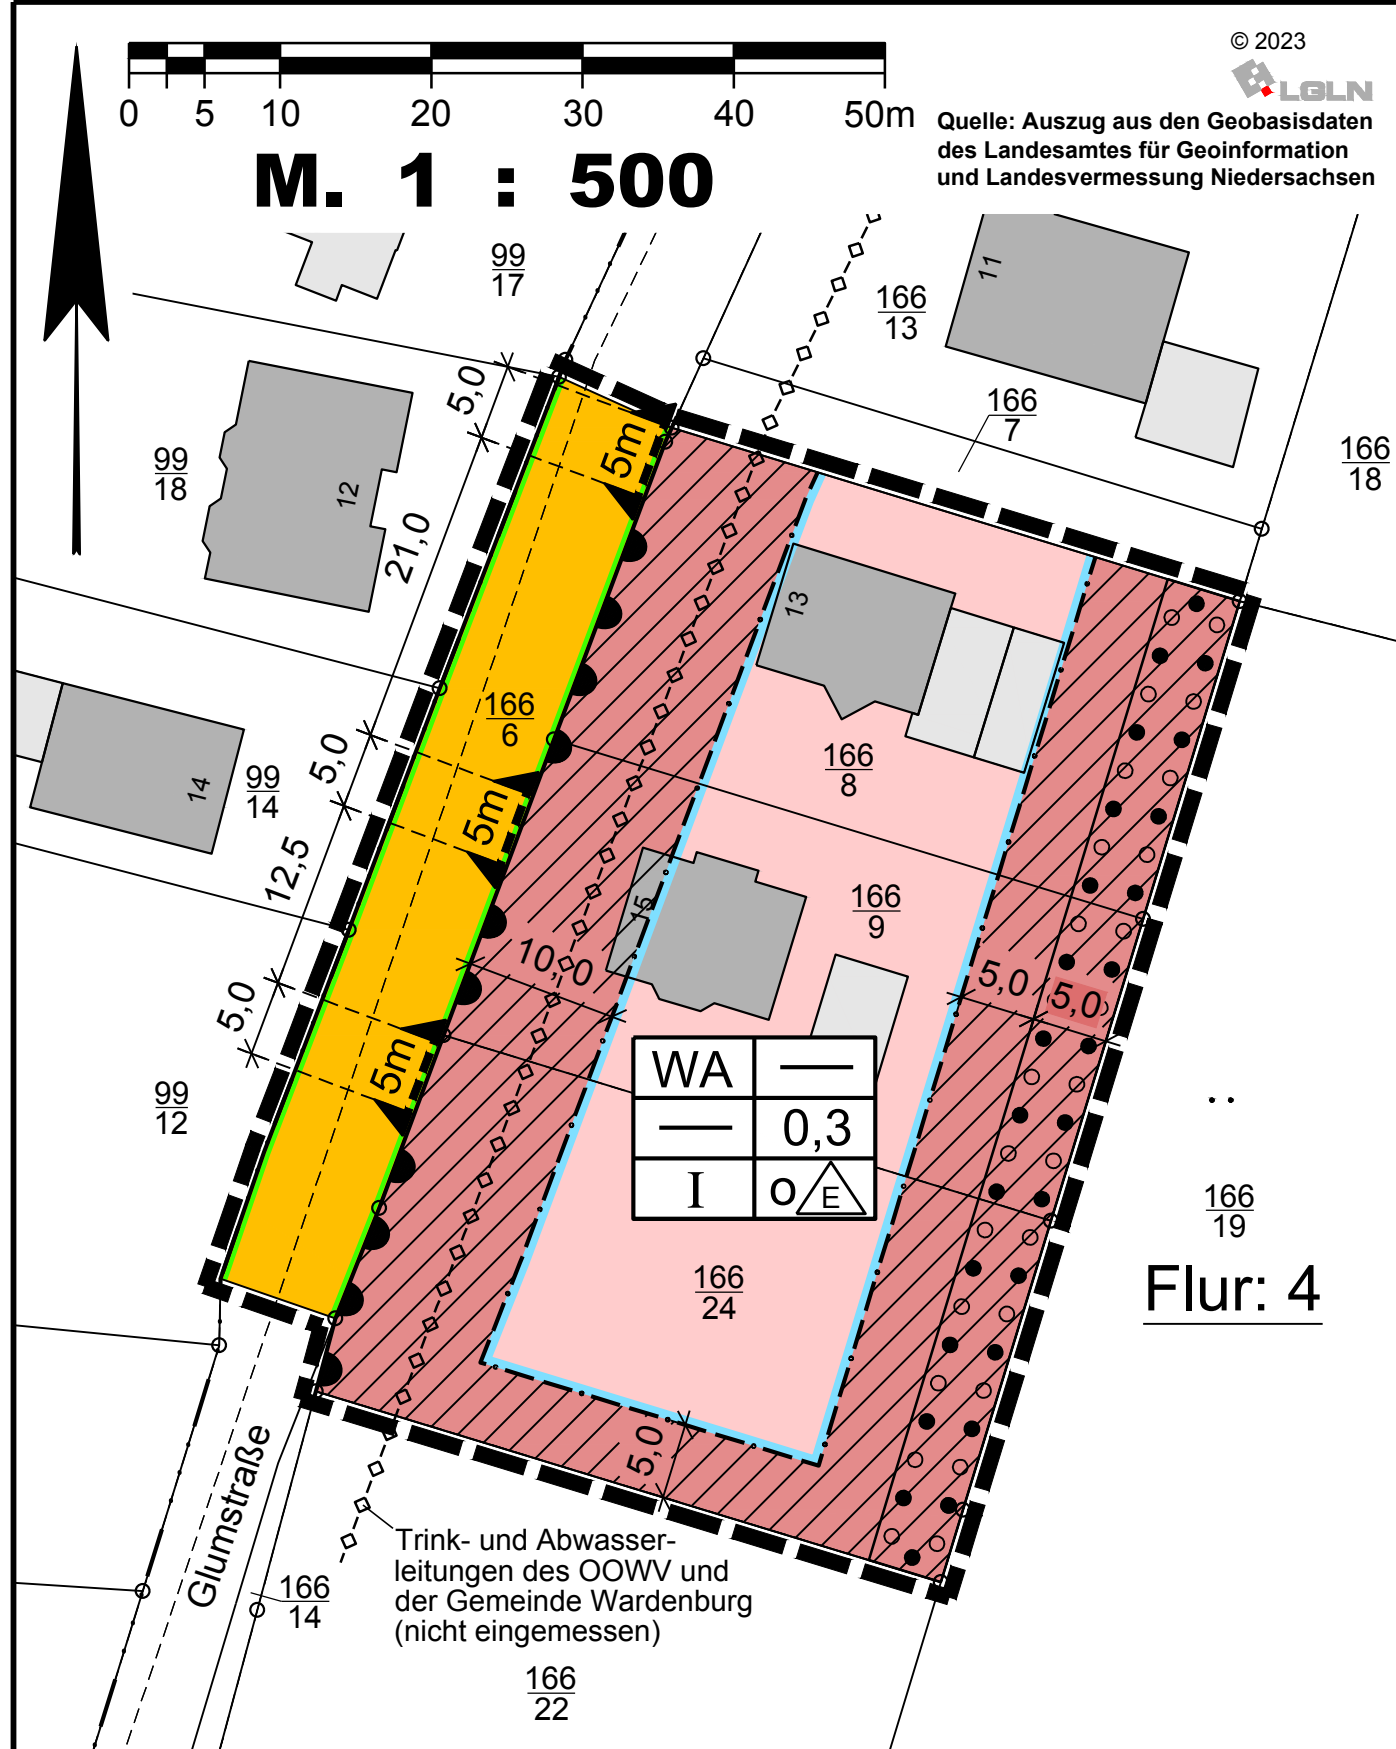 © 2023
LGLN
0 5 10 20 30 40 50m
M. 1 : 500
Quelle: Auszug aus den Geobasisdaten
des Landesamtes für Geoinformation
und Landesvermessung Niedersachsen
99
17
166
13
11
166
7
166
18
99
18
12
5,0
5m
21,0
13
166
6
166
8
14
99
14
5,0
5m
12,5
15
166
9
10,0
5,0
5,0
5,0
5m
99
12
WA
0,3
I
o E
166
19
166
24
Flur: 4
5,0
Glumstraße
Trink- und Abwasser-
leitungen des OOWV und
der Gemeinde Wardenburg
(nicht eingemessen)
166
14
166
22